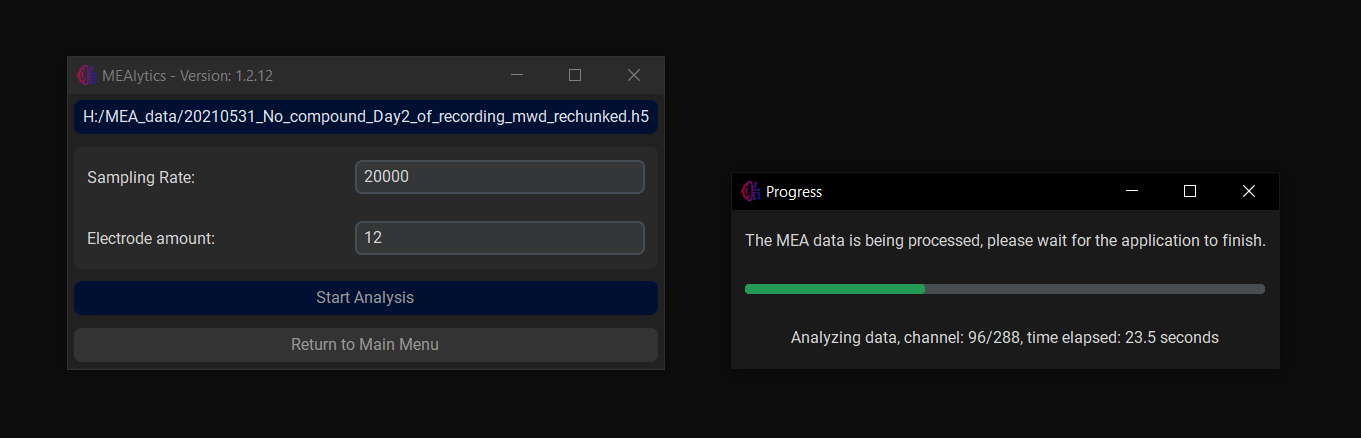 MEAlytics - Version: 1.2.12
H:/MEA_data/20210531_No_compound_Day2_of_recording_mwd_rechunked.h5
Sampling Rate: 20000
Electrode amount: 12
Start Analysis
Return to Main Menu
Progress
The MEA data is being processed, please wait for the application to finish.
Analyzing data, channel: 96/288, time elapsed: 23.5 seconds